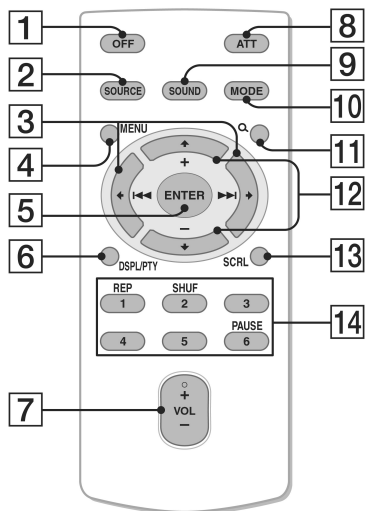 1
8
OFF
ATT
2
9
SOURCE
SOUND
MODE
10
3
MENU
4
11
+
ENTER
12
5
−
6
DSPL/PTY
SCRL
13
REP
SHUF
1
2
3
14
PAUSE
4
5
6
7
+
VOL
−